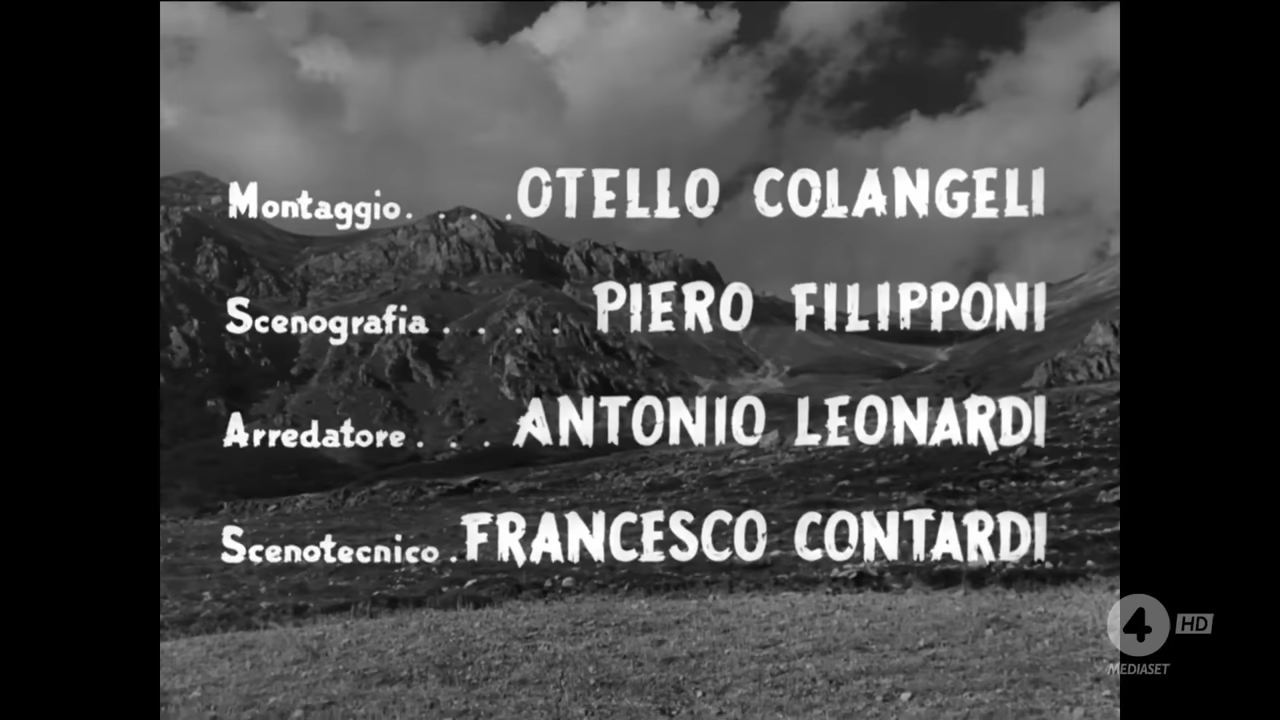 Montaggio. . . .OTELLO COLANGELI
Scenografia . . . . PIERO FILIPPONI
Arredatore . . . ANTONIO LEONARDI
Scenotecnico .FRANCESCO CONTARDI
4 HD
MEDIASET